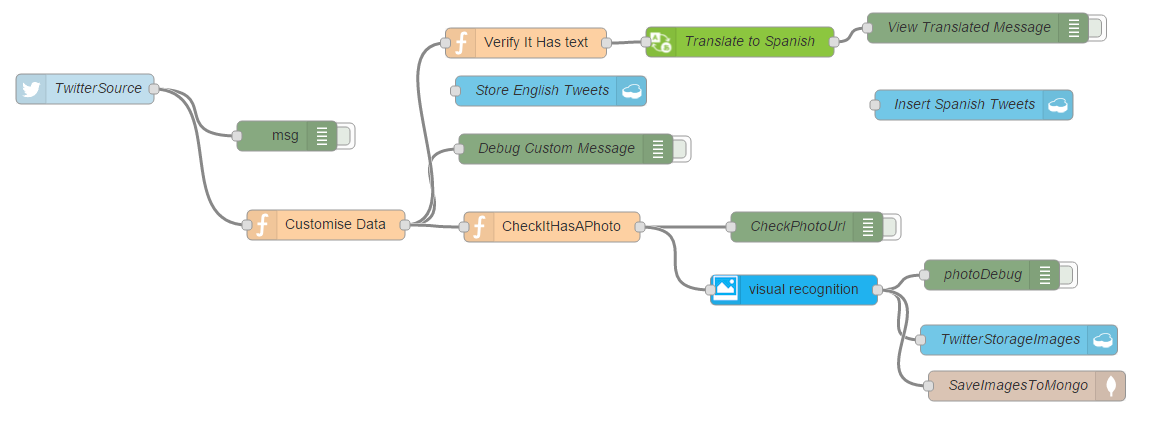 View Translated Message
Verify It Has text
Translate to Spanish
TwitterSource
Store English Tweets
Insert Spanish Tweets
msg
Debug Custom Message
Customise Data
CheckItHasAPhoto
CheckPhotoUrl
photoDebug
visual recognition
TwitterStorageImages
SaveImagesToMongo